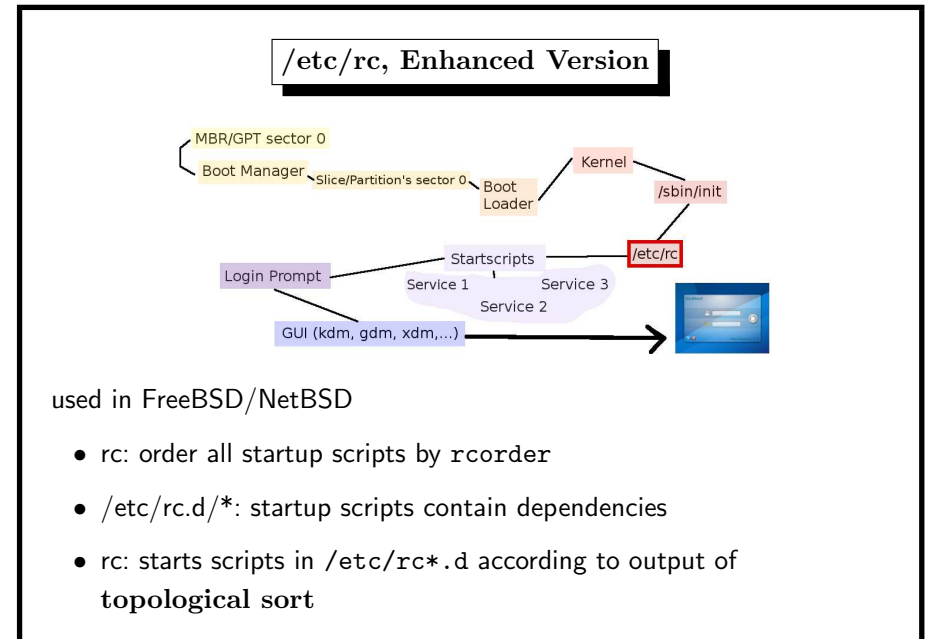 /etc/rc, Enhanced Version
MBR/GPT sector 0
Boot Manager
Slice/Partition's sector 0
Boot
Loader
Kernel
/sbin/init
/etc/rc
Startscripts
Service 1
Service 2
Service 3
Login Prompt
GUI (kdm, gdm, xdm,...)
used in FreeBSD/NetBSD
• rc: order all startup scripts by rcorder
• /etc/rc.d/*: startup scripts contain dependencies
• rc: starts scripts in /etc/rc*.d according to output of
topological sort